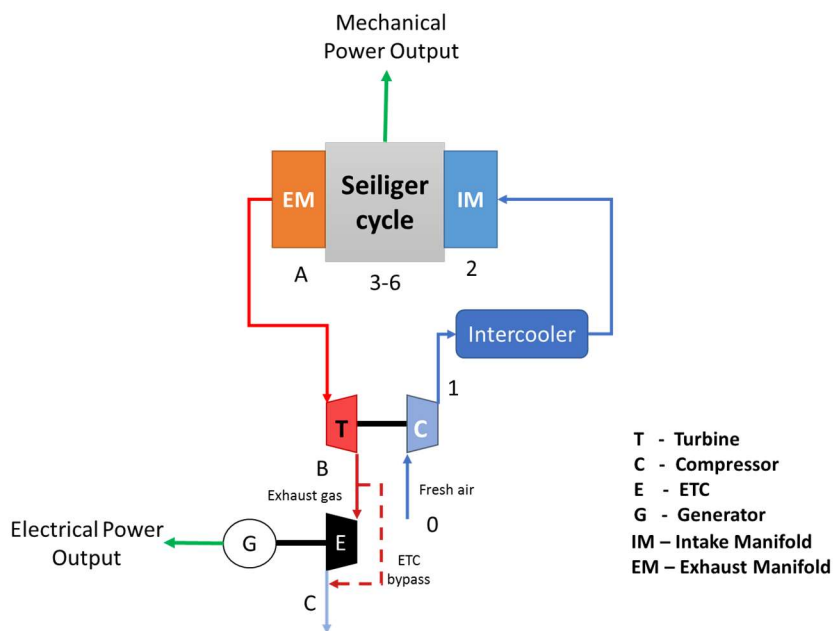 Mechanical
Power Output
EM
Seiliger
cycle
IM
A
3-6
2
Intercooler
1
T
C
B
Exhaust gas
Fresh air
0
Electrical Power
Output
G
E
ETC
bypass
C
T - Turbine
C - Compressor
E - ETC
G - Generator
IM – Intake Manifold
EM – Exhaust Manifold